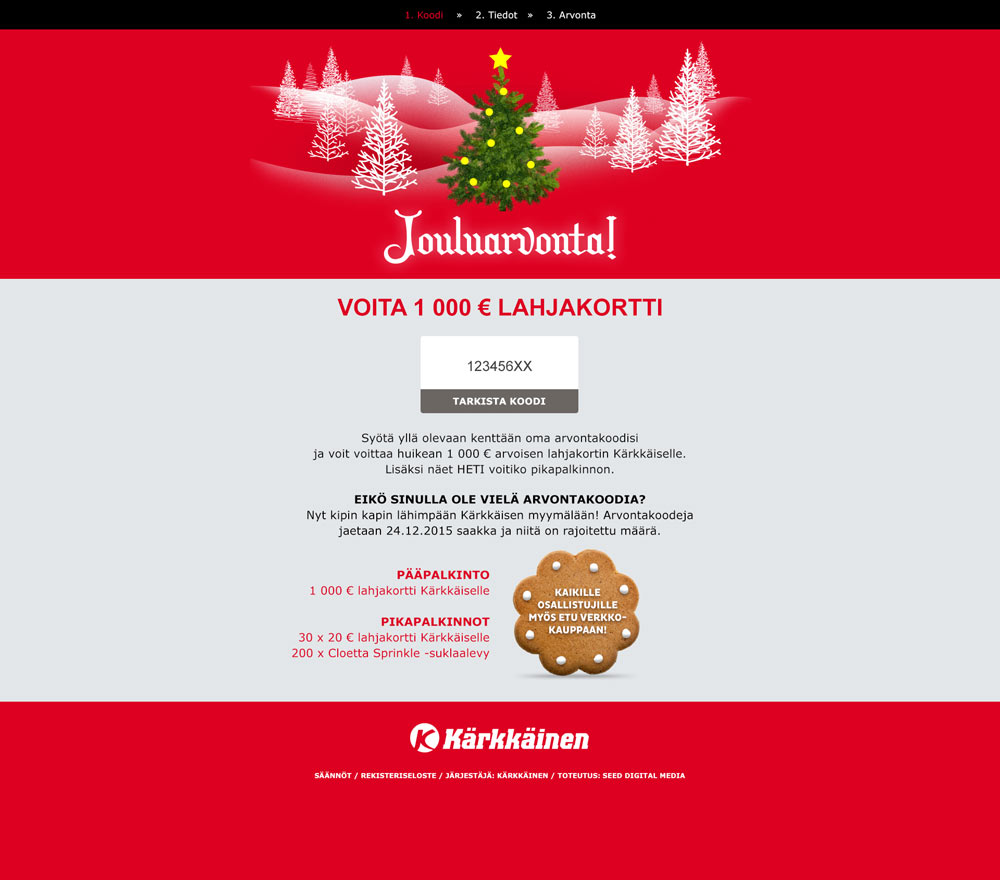 1. Koodi » 2. Tiedot » 3. Arvonta
Jouluarvonta!
VOITA 1 000 € LAHJAKORTTI
123456XX
TARKISTA KOODI
Syötä yllä olevaan kenttään oma arvontakoodisi
ja voit voittaa huikean 1 000 € arvoisen lahjakortin Kärkkäiselle.
Lisäksi näet HETI voitiko pikapalkinnon.
EIKÖ SINULLA OLE VIELÄ ARVONTAKOODIA?
Nyt kipin kapin lähimpään Kärkkäisen myymälään! Arvontakoodeja
jaetaan 24.12.2015 saakka ja niitä on rajoitettu määrä.
PÄÄPALKINTO
1 000 € lahjakortti Kärkkäiselle
PIKAPALKINNOT
30 x 20 € lahjakortti Kärkkäiselle
200 x Cloetta Sprinkle -suklaalevy
KAIKILLE
OSALLISTUJILLE
MYÖS ETU VERKKO-
KAUPPAAN!
K Kärkkäinen
SÄÄNNÖT / REKISTERISELOSTE / JÄRJESTÄJÄ: KÄRKKÄINEN / TOTEUTUS: SEED DIGITAL MEDIA